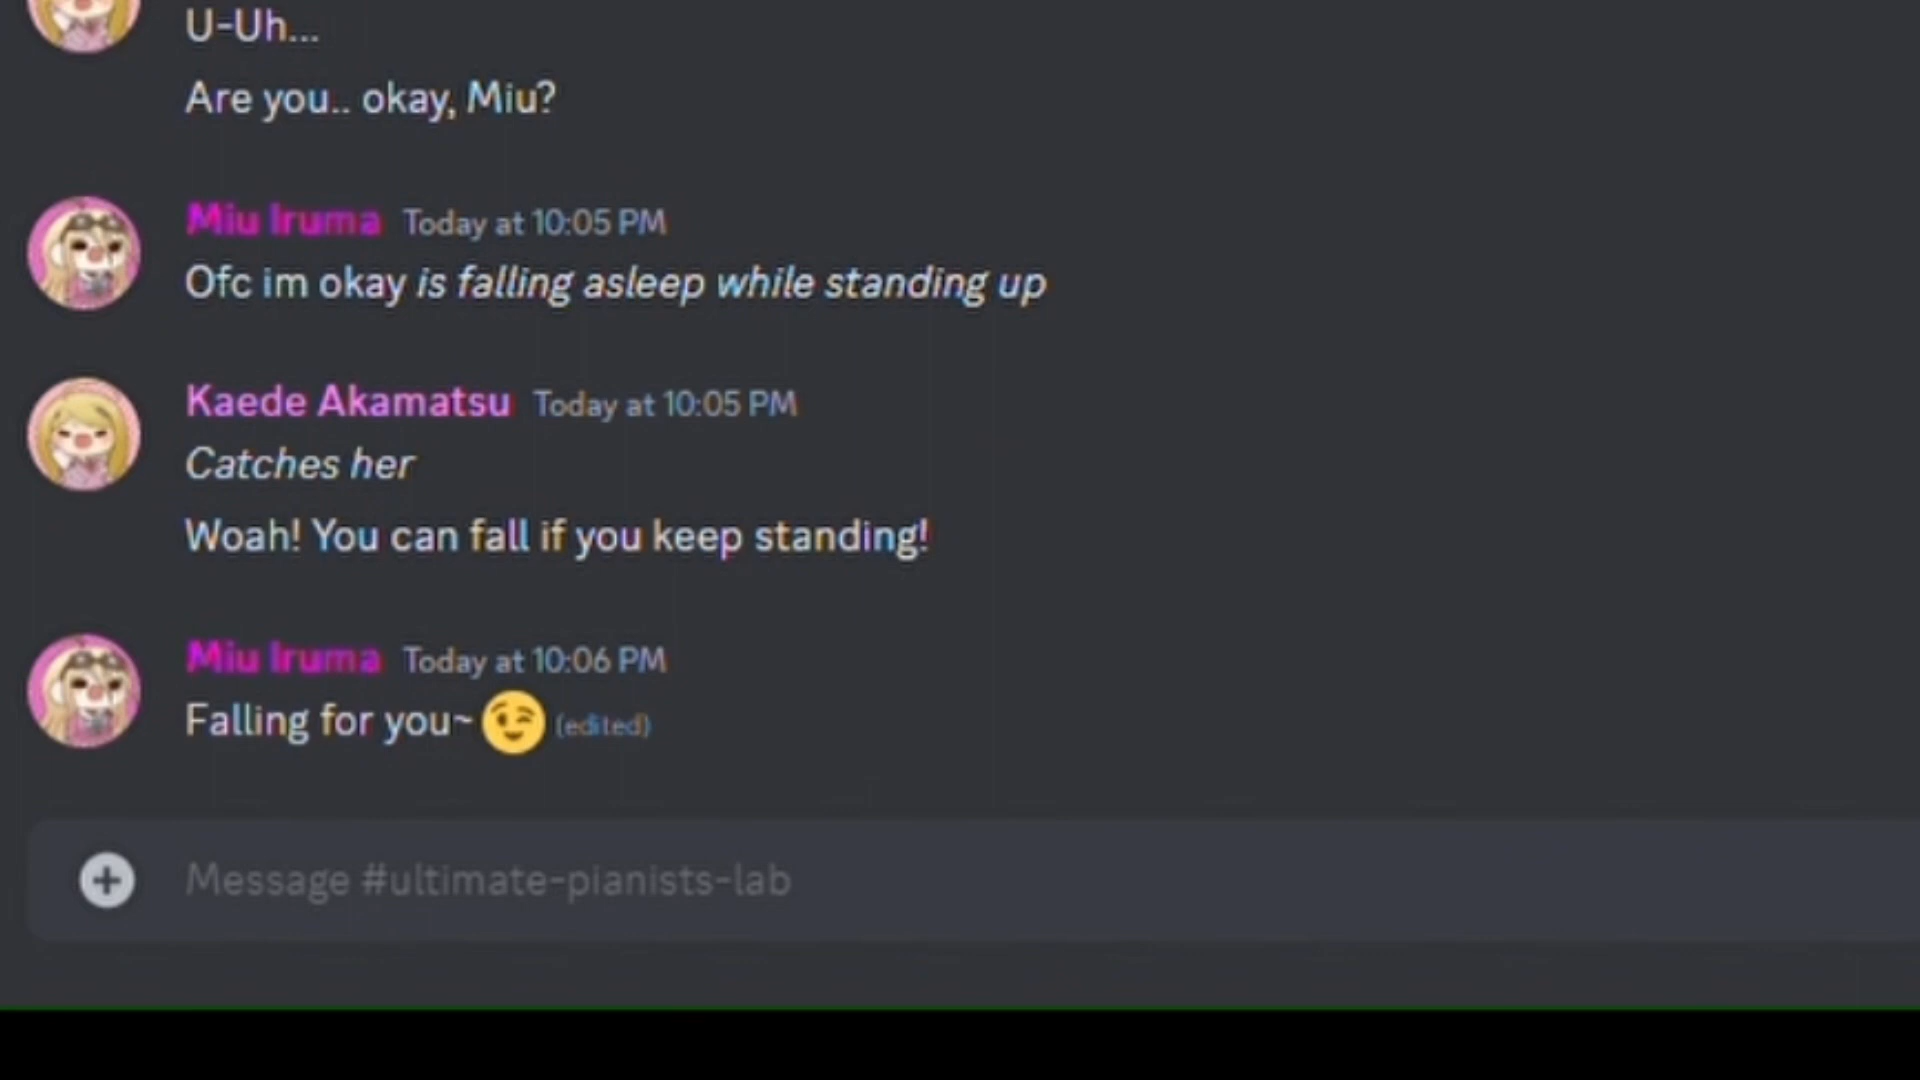 U-Uh...
Are you.. okay, Miu?
Miu Iruma Today at 10:05 PM
Ofc im okay is falling asleep while standing up
Kaede Akamatsu Today at 10:05 PM
Catches her
Woah! You can fall if you keep standing!
Miu Iruma Today at 10:06 PM
Falling for you~ 😉 (edited)
Message #ultimate-pianists-lab